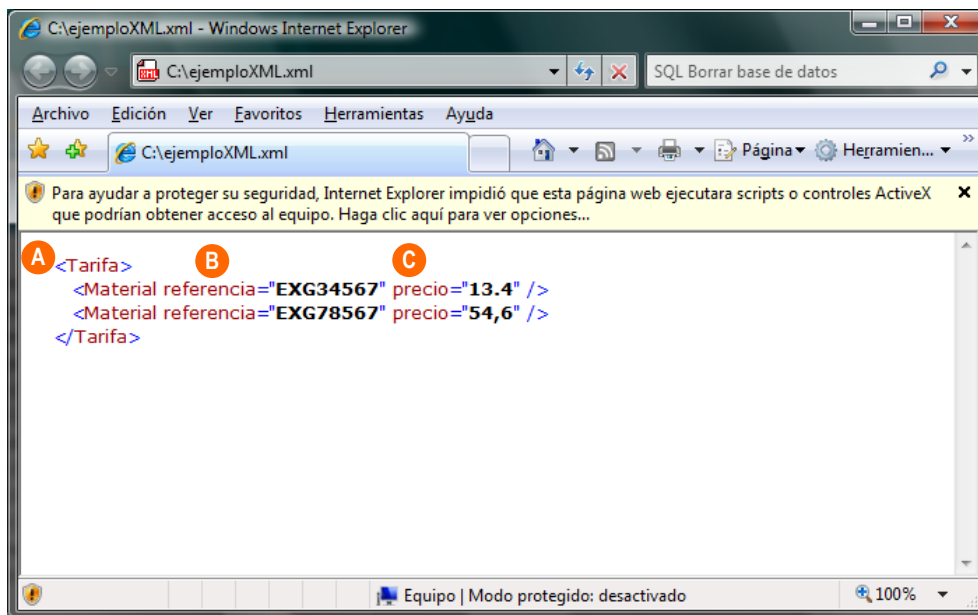 C:\ejemploXML.xml - Windows Internet Explorer
C:\ejemploXML.xml
SQL Borrar base de datos
Archivo Edición Ver Favoritos Herramientas Ayuda
C:\ejemploXML.xml
Página
Herramien...
Para ayudar a proteger su seguridad, Internet Explorer impidió que esta página web ejecutara scripts o controles ActiveX
que podrían obtener acceso al equipo. Haga clic aquí para ver opciones...
A B C
<Tarifa>
<Material referencia="EXG34567" precio="13.4" />
<Material referencia="EXG78567" precio="54,6" />
</Tarifa>
Equipo | Modo protegido: desactivado
100%